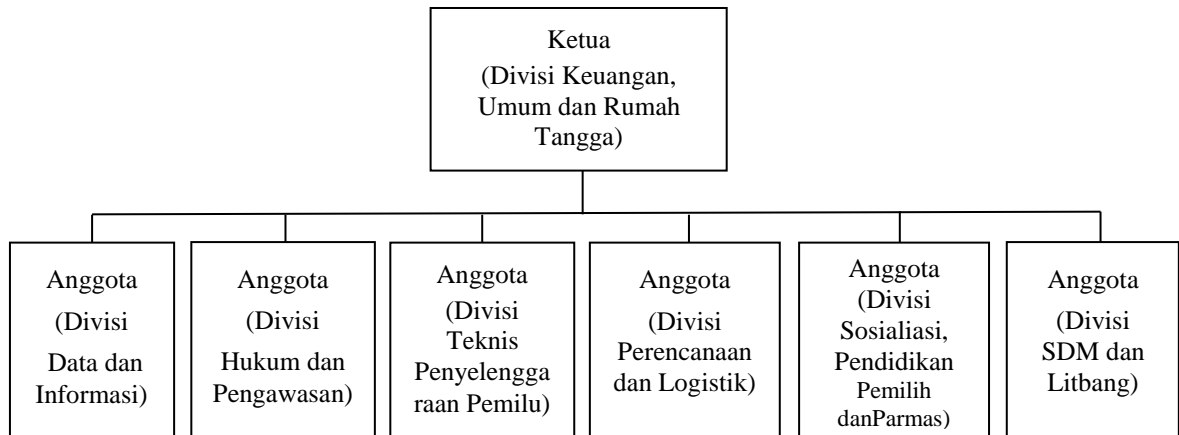 Ketua
(Divisi Keuangan,
Umum dan Rumah
Tangga)
Anggota
(Divisi
Data dan
Informasi)
Anggota
(Divisi
Hukum dan
Pengawasan)
Anggota
(Divisi
Teknis
Penyelengga
raan Pemilu)
Anggota
(Divisi
Perencanaan
dan Logistik)
Anggota
(Divisi
Sosialiasi,
Pendidikan
Pemilih
danParmas)
Anggota
(Divisi
SDM dan
Litbang)